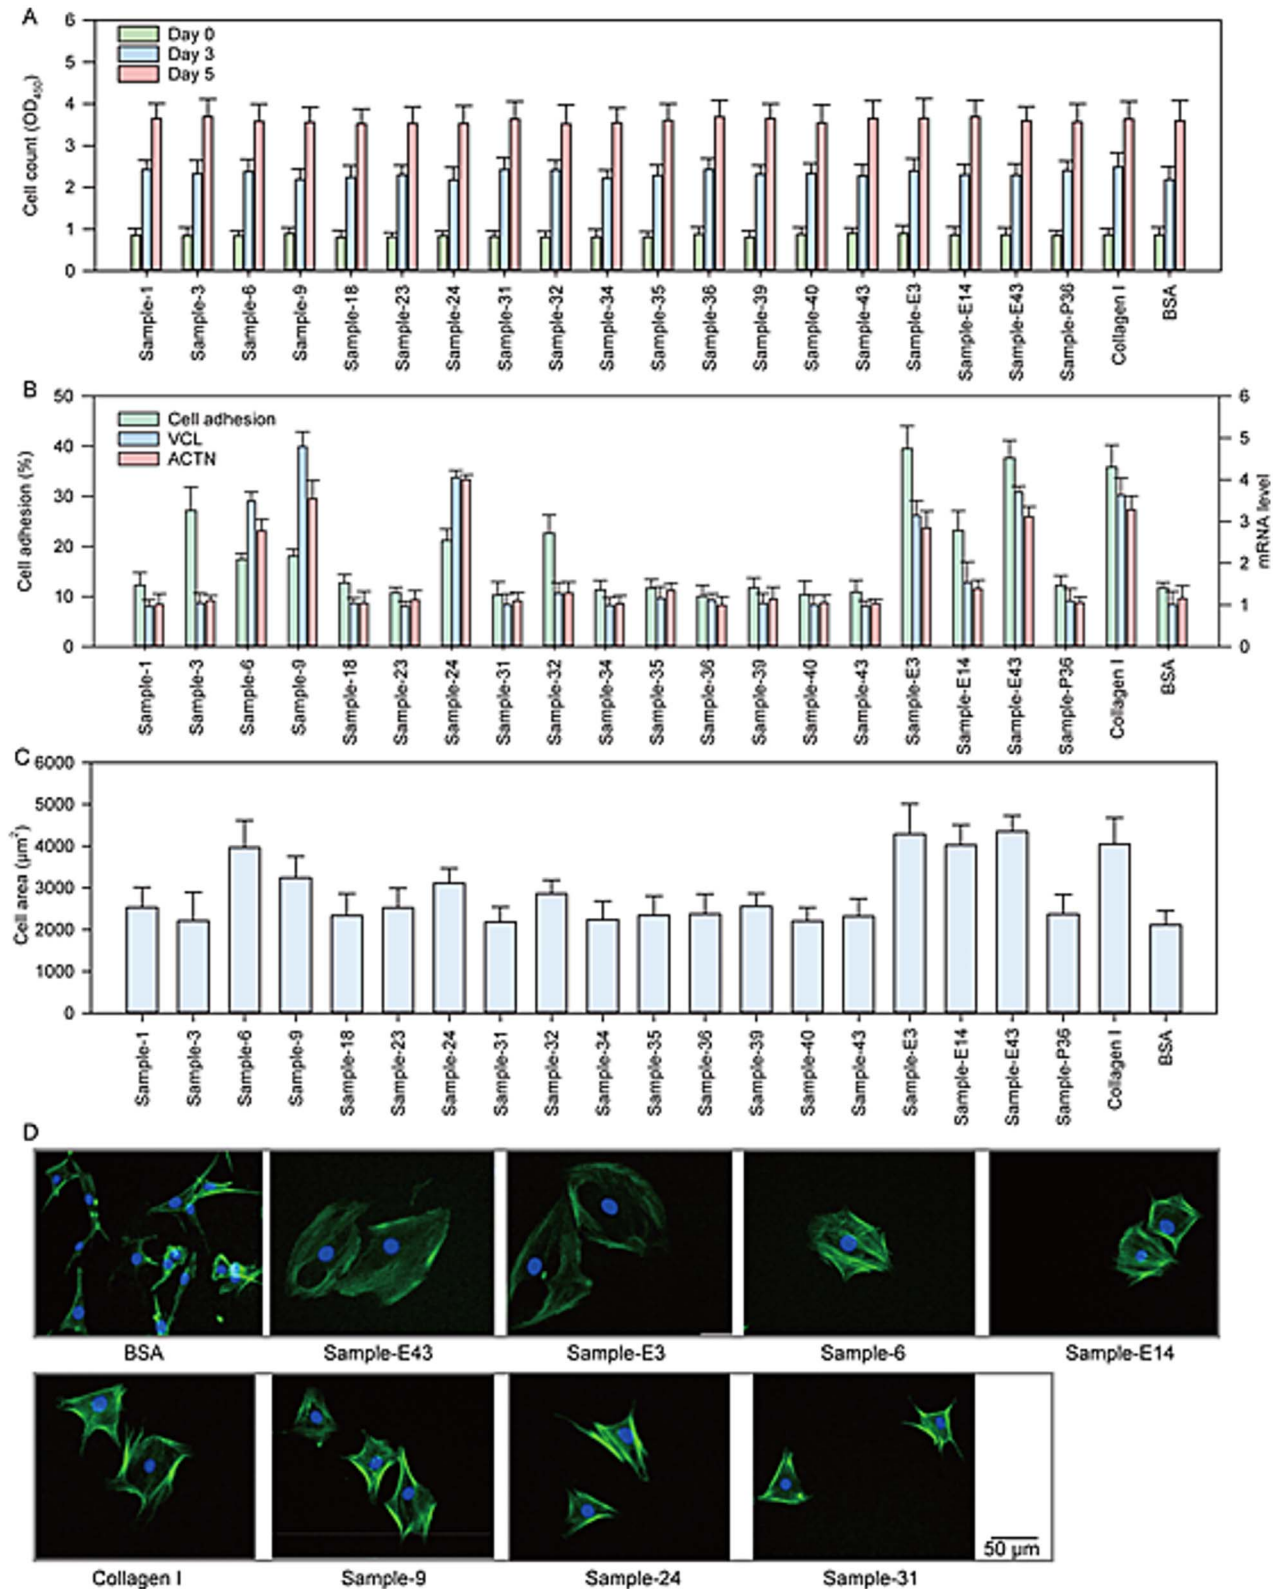 A
6
5
4
3
2
1
0
Cell count (OD450)
Day 0
Day 3
Day 5
Sample-1
Sample-3
Sample-6
Sample-9
Sample-18
Sample-23
Sample-24
Sample-31
Sample-32
Sample-34
Sample-35
Sample-36
Sample-39
Sample-40
Sample-43
Sample-E3
Sample-E14
Sample-E43
Sample-P36
Collagen I
BSA
B
50
40
30
20
10
0
Cell adhesion (%)
Cell adhesion
VCL
ACTN
6
5
4
3
2
1
0
mRNA level
Sample-1
Sample-3
Sample-6
Sample-9
Sample-18
Sample-23
Sample-24
Sample-31
Sample-32
Sample-34
Sample-35
Sample-36
Sample-39
Sample-40
Sample-43
Sample-E3
Sample-E14
Sample-E43
Sample-P36
Collagen I
BSA
C
6000
5000
4000
3000
2000
1000
0
Cell area (µm²)
Sample-1
Sample-3
Sample-6
Sample-9
Sample-18
Sample-23
Sample-24
Sample-31
Sample-32
Sample-34
Sample-35
Sample-36
Sample-39
Sample-40
Sample-43
Sample-E3
Sample-E14
Sample-E43
Sample-P36
Collagen I
BSA
D
BSA
Sample-E43
Sample-E3
Sample-6
Sample-E14
50 µm
Collagen I
Sample-9
Sample-24
Sample-31